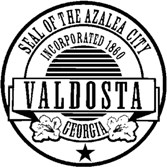 SEAL OF THE AZALEA CITY
INCORPORATED 1860
VALDOSTA
GEORGIA